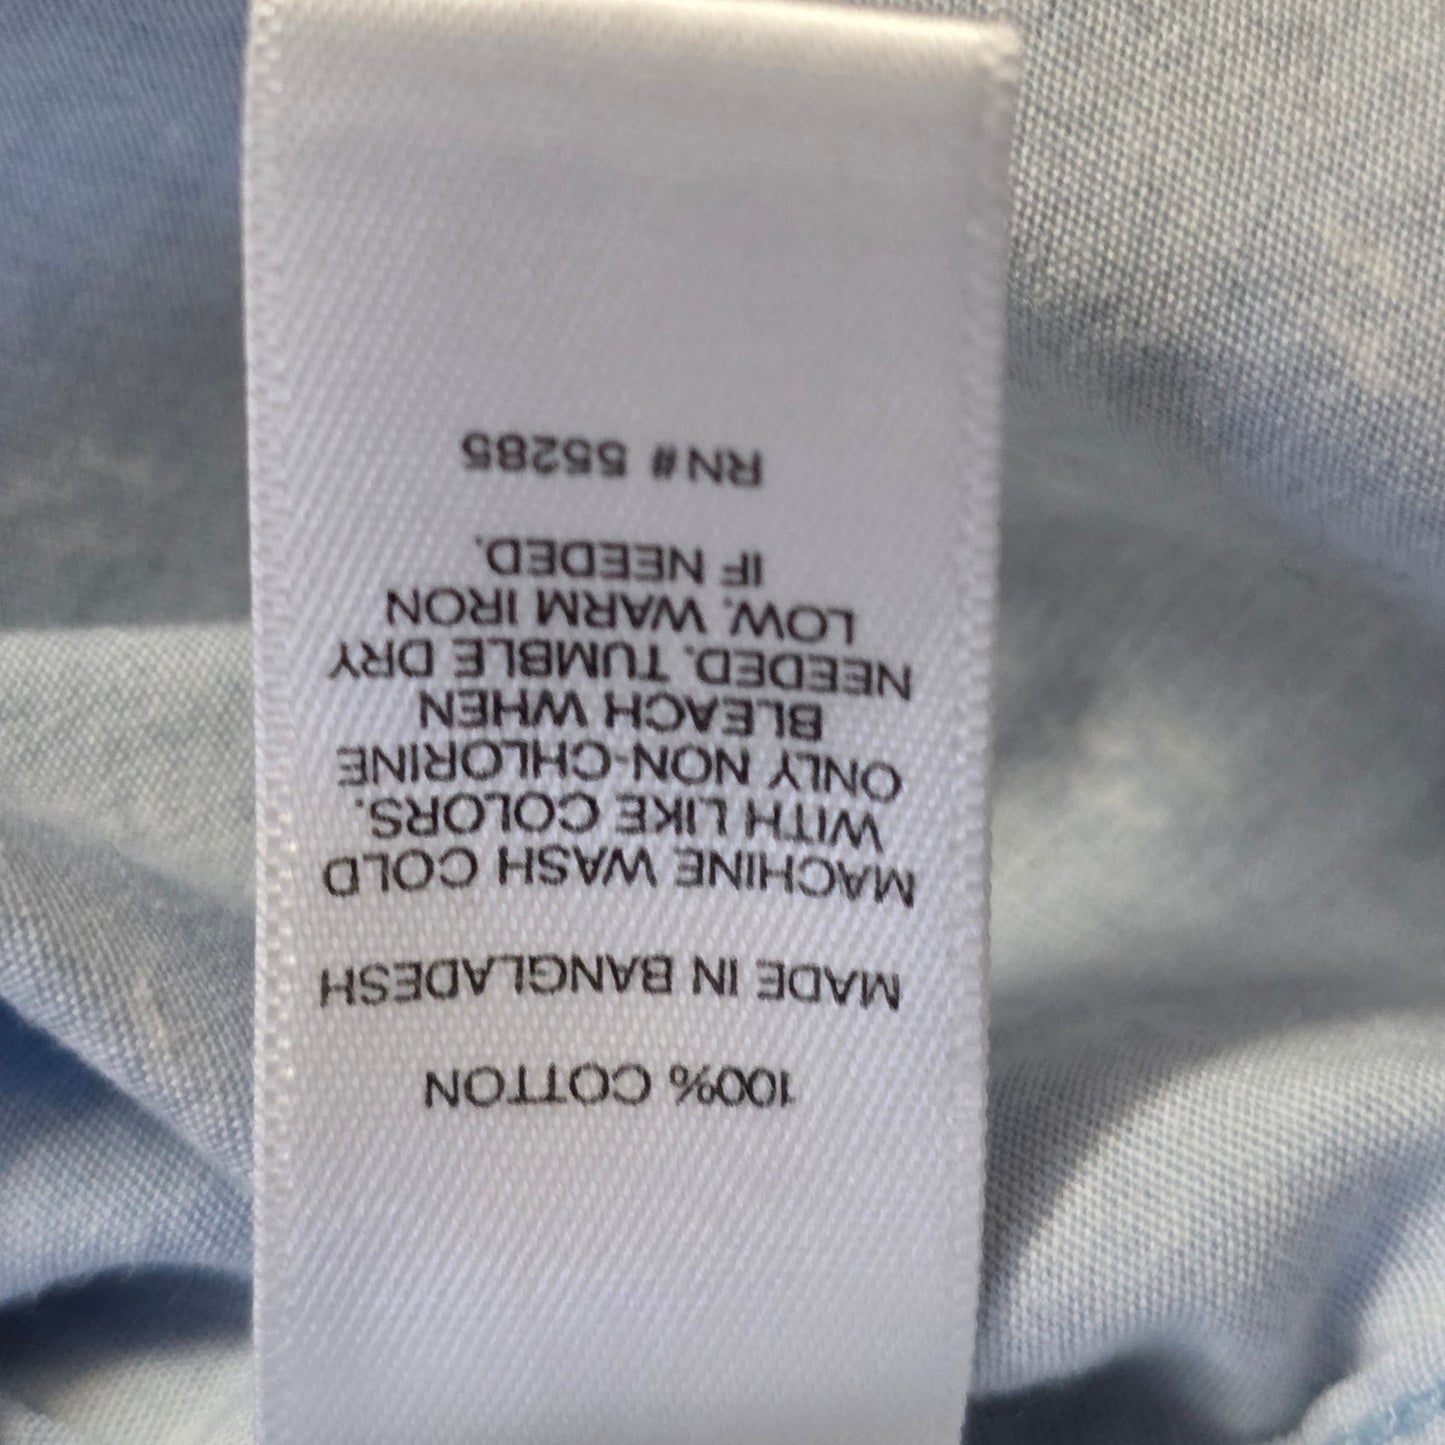 100% COTTON
MADE IN BANGLADESH
MACHINE WASH COLD
WITH LIKE COLORS.
ONLY NON-CHLORINE
BLEACH WHEN
NEEDED. TUMBLE DRY
LOW. WARM IRON
IF NEEDED.
RN# 55285